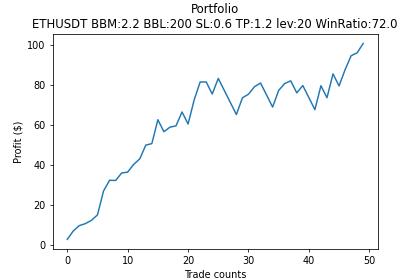 Portfolio
ETHUSDT BBM:2.2 BBL:200 SL:0.6 TP:1.2 lev:20 WinRatio:72.0
100
80
60
40
20
0
Profit ($)
0 10 20 30 40 50
Trade counts